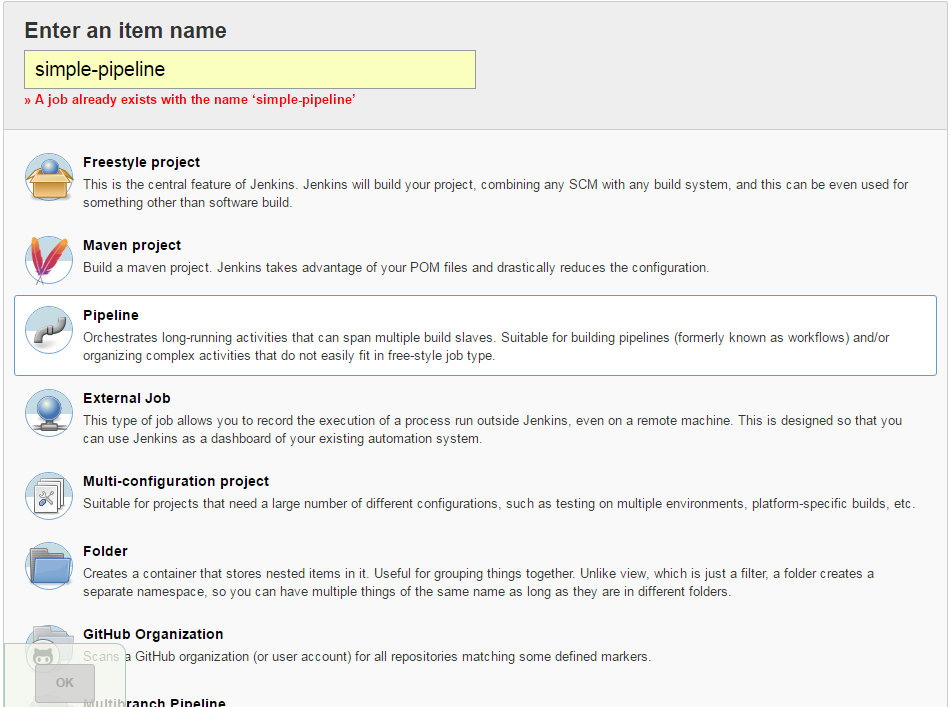 Enter an item name
simple-pipeline
» A job already exists with the name ‘simple-pipeline’
Freestyle project
This is the central feature of Jenkins. Jenkins will build your project, combining any SCM with any build system, and this can be even used for
something other than software build.
Maven project
Build a maven project. Jenkins takes advantage of your POM files and drastically reduces the configuration.
Pipeline
Orchestrates long-running activities that can span multiple build slaves. Suitable for building pipelines (formerly known as workflows) and/or
organizing complex activities that do not easily fit in free-style job type.
External Job
This type of job allows you to record the execution of a process run outside Jenkins, even on a remote machine. This is designed so that you
can use Jenkins as a dashboard of your existing automation system.
Multi-configuration project
Suitable for projects that need a large number of different configurations, such as testing on multiple environments, platform-specific builds, etc.
Folder
Creates a container that stores nested items in it. Useful for grouping things together. Unlike view, which is just a filter, a folder creates a
separate namespace, so you can have multiple things of the same name as long as they are in different folders.
GitHub Organization
Scans a GitHub organization (or user account) for all repositories matching some defined markers.
OK
Multibranch Pipeline